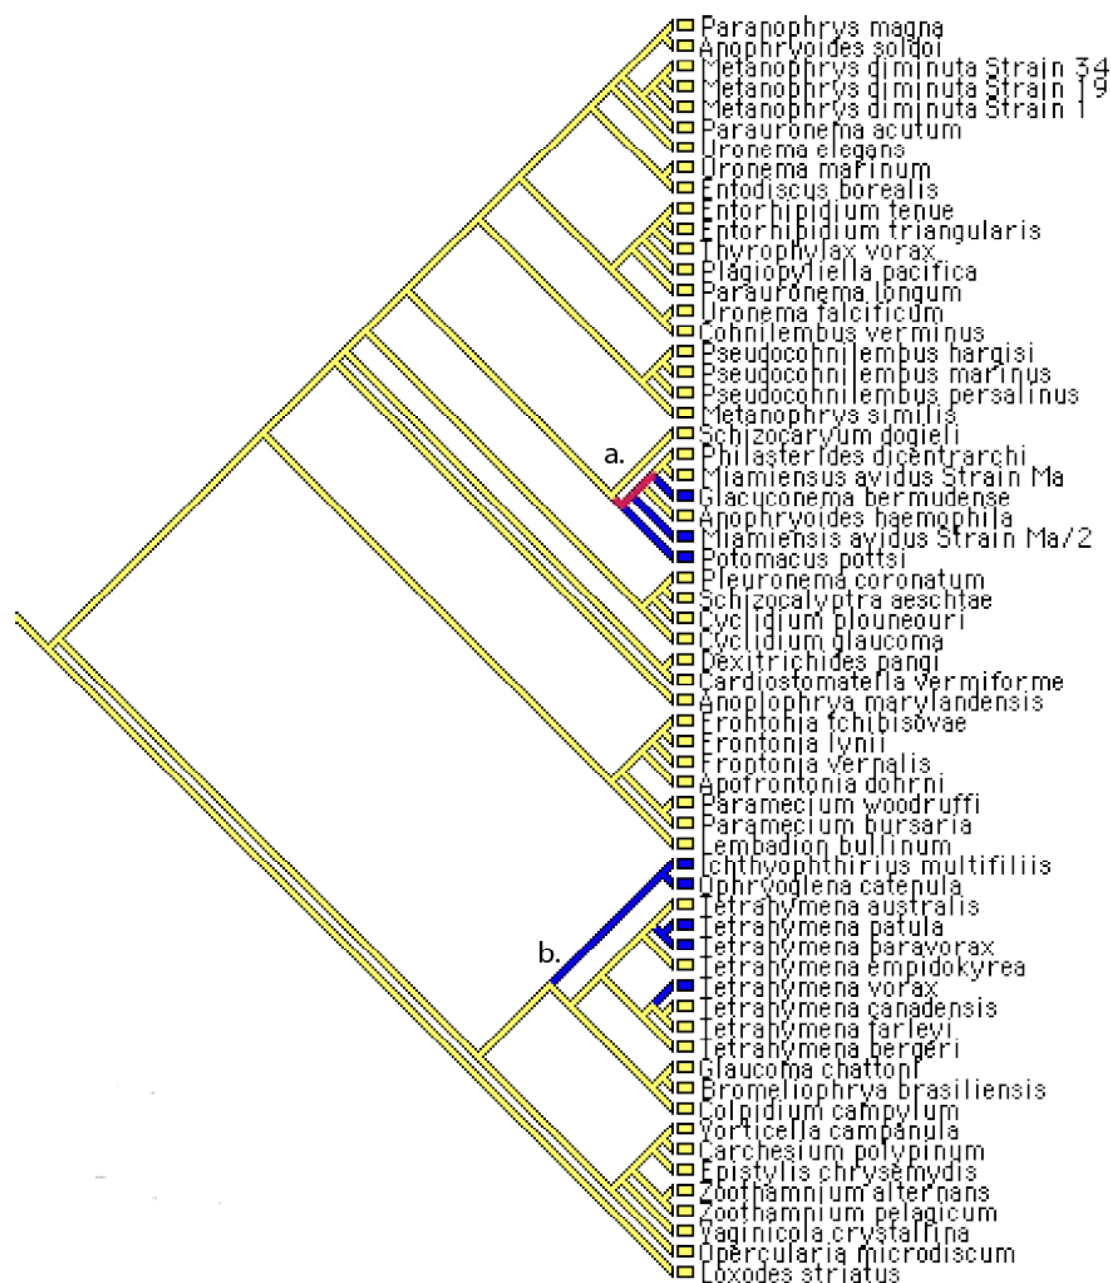 Paranophrys magna
Anophryoides soldoi
Metanophrys diminuta Strain 34
Metanophrys diminuta Strain 19
Metanophrys diminuta Strain 1
Parauronema acutum
Uronema elegans
Uronema marinum
Entodiscus borealis
Entorhipidium tenue
Entorhipidium triangularis
Thyrophylax vorax
Plagiopyliella pacifica
Parauronema longum
Uronema falcificum
Cohnilembus verminus
Pseudocohnilembus hargisi
Pseudocohnilembus marinus
Pseudocohnilembus persalinus
Metanophrys similis
Schizocaryum dogieli
a.
Philasterides dicentrarchi
Miamiensus avidus Strain Ma
Glauconema bermudense
Anophryoides haemophila
Miamiensis avidus Strain Ma/2
Potomacus pottsi
Pleuronema coronatum
Schizocalyptra aeschtae
Cyclidium plouneouri
Cyclidium glaucoma
Dexitrichides pangi
Cardiostomatella vermiforme
Anoplophrya marylandensis
Frontonia tchibisovae
Frontonia lynii
Frontonia vernalis
Apofrontonia dohrni
Paramecium woodruffi
Paramecium bursaria
Lembadion bullinum
Ichthyophthirius multifiliis
Ophryoglena catenula
Tetrahymena australis
Tetrahymena patula
Tetrahymena paravorax
b.
Tetrahymena empidokyrea
Tetrahymena vorax
Tetrahymena canadensis
Tetrahymena farleyi
Tetrahymena bergeri
Glaucoma chattoni
Bromeliophrya brasiliensis
Colpidium campylum
Vorticella campanula
Carchesium polypinum
Epistylis chrysemydis
Zoothamnium alternans
Zoothamnium pelagicum
Vaginicola crystallina
Opercularia microdiscum
Loxodes striatus